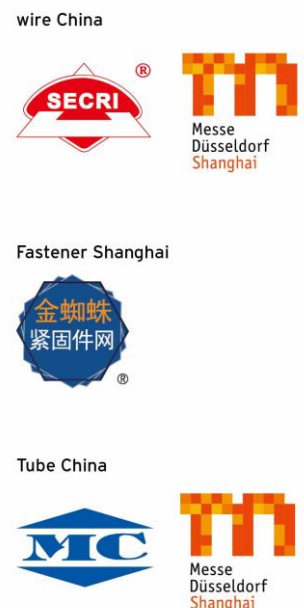 wire China
SECRI
®
Messe
Düsseldorf
Shanghai
Fastener Shanghai
金蜘蛛
紧固件网
®
Tube China
MC
Messe
Düsseldorf
Shanghai